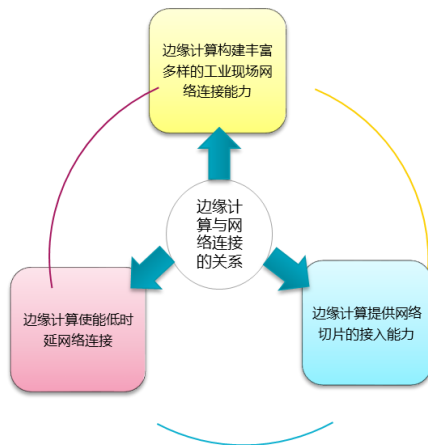 边缘计算构建丰富
多样的工业现场网
络连接能力
边缘计
算与网
络连接
的关系
边缘计算使能低时
延网络连接
边缘计算提供网络
切片的接入能力